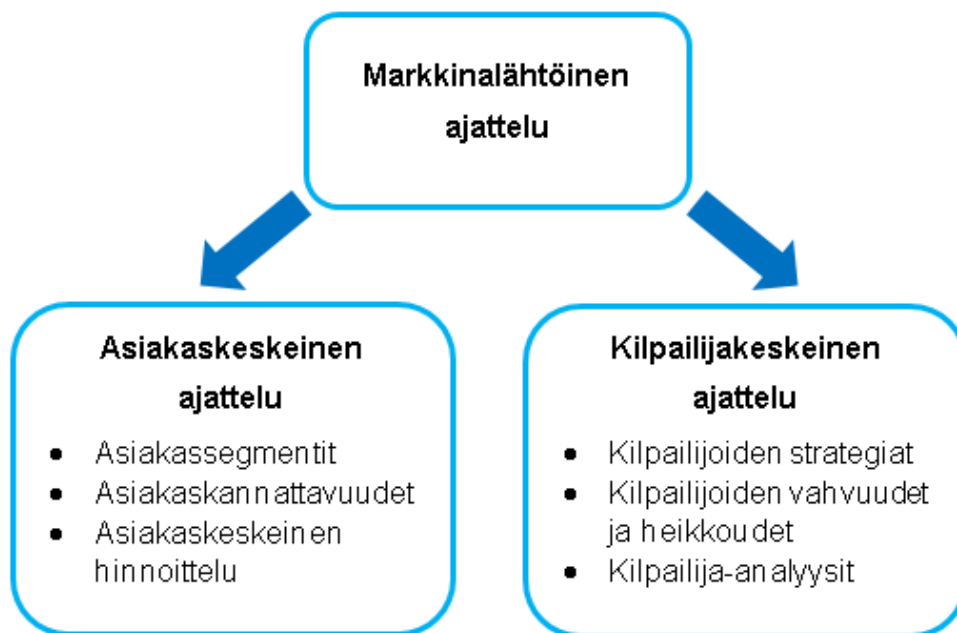 Markkinalähtöinen
ajattelu
Asiakaskeskeinen
ajattelu
• Asiakassegmentit
• Asiakaskannattavuudet
• Asiakaskeskeinen
hinnoittelu
Kilpailijakeskeinen
ajattelu
• Kilpailijoiden strategiat
• Kilpailijoiden vahvuudet
ja heikkoudet
• Kilpailija-analyysit